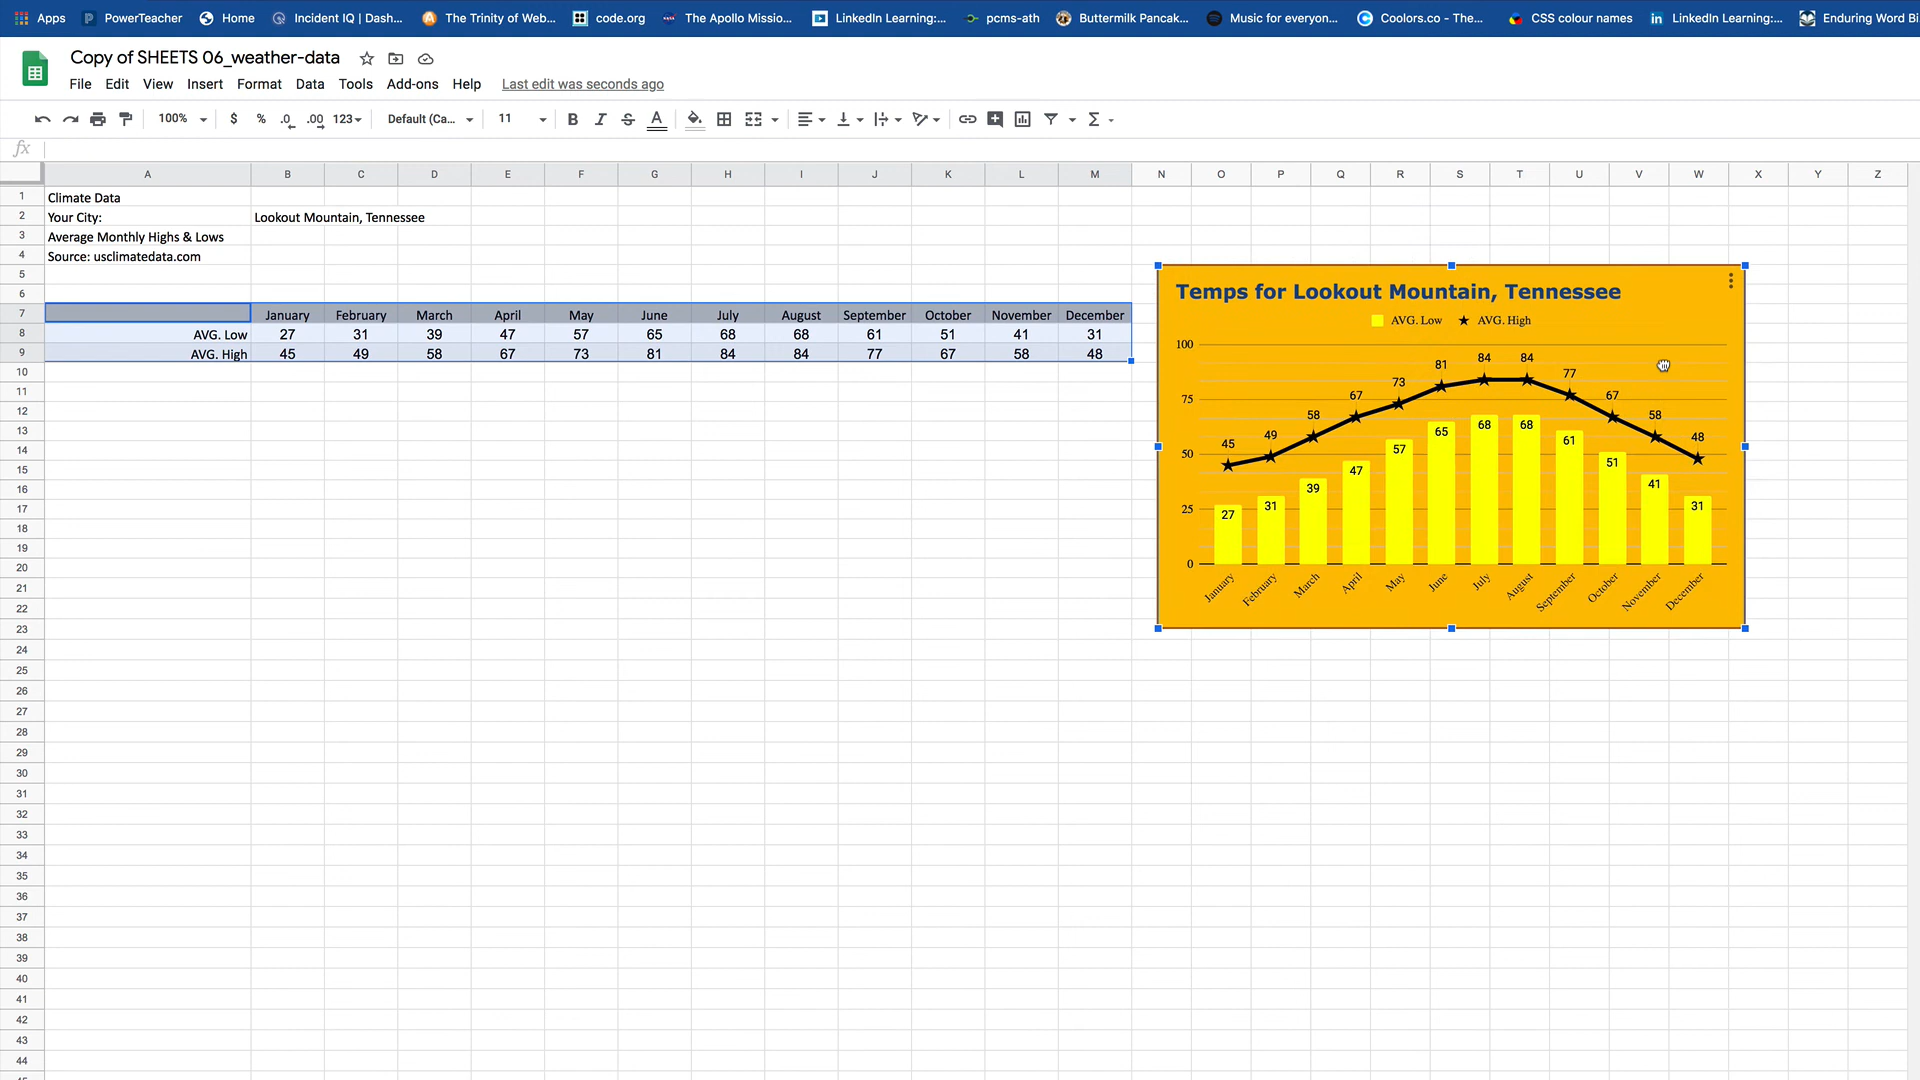 Apps PowerTeacher Home Incident IQ | Dash... The Trinity of Web... code.org The Apollo Missio... LinkedIn Learning:... pcms-ath Buttermilk Pancak... Music for everyon... Coolors.co - The... CSS colour names LinkedIn Learning:... Enduring Word Bi
Copy of SHEETS 06_weather-data
File Edit View Insert Format Data Tools Add-ons Help Last edit was seconds ago
100% $ % .0 .00 123 Default (Ca... 11 B I S A Σ
fx
A B C D E F G H I J K L M N O P Q R S T U V W X Y Z
1 Climate Data
2 Your City: Lookout Mountain, Tennessee
3 Average Monthly Highs & Lows
4 Source: usclimatedata.com
5
6
7 January February March April May June July August September October November December
8 AVG. Low 27 31 39 47 57 65 68 68 61 51 41 31
9 AVG. High 45 49 58 67 73 81 84 84 77 67 58 48
10
11
12
13
14
15
16
17
18
19
20
21
22
23
24
25
26
27
28
29
30
31
32
33
34
35
36
37
38
39
40
41
42
43
44
Temps for Lookout Mountain, Tennessee
AVG. Low AVG. High
100
75
50
25
0
45 49 58 67 73 81 84 84 77 67 58 48
27 31 39 47 57 65 68 68 61 51 41 31
January February March April May June July August September October November December